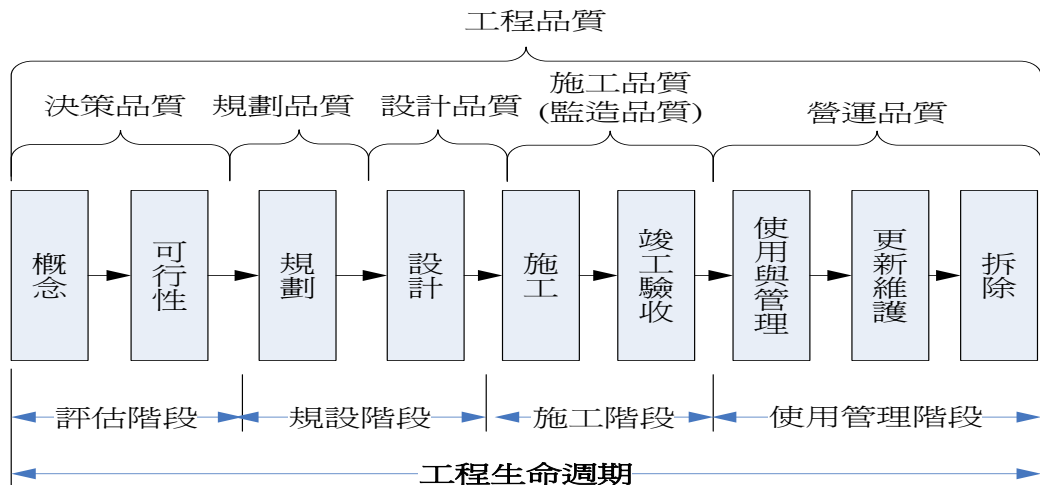 工程品質
決策品質
規劃品質
設計品質
施工品質
(監造品質)
營運品質
概念
可行性
規劃
設計
施工
竣工驗收
使用與管理
更新維護
拆除
評估階段
規設階段
施工階段
使用管理階段
工程生命週期